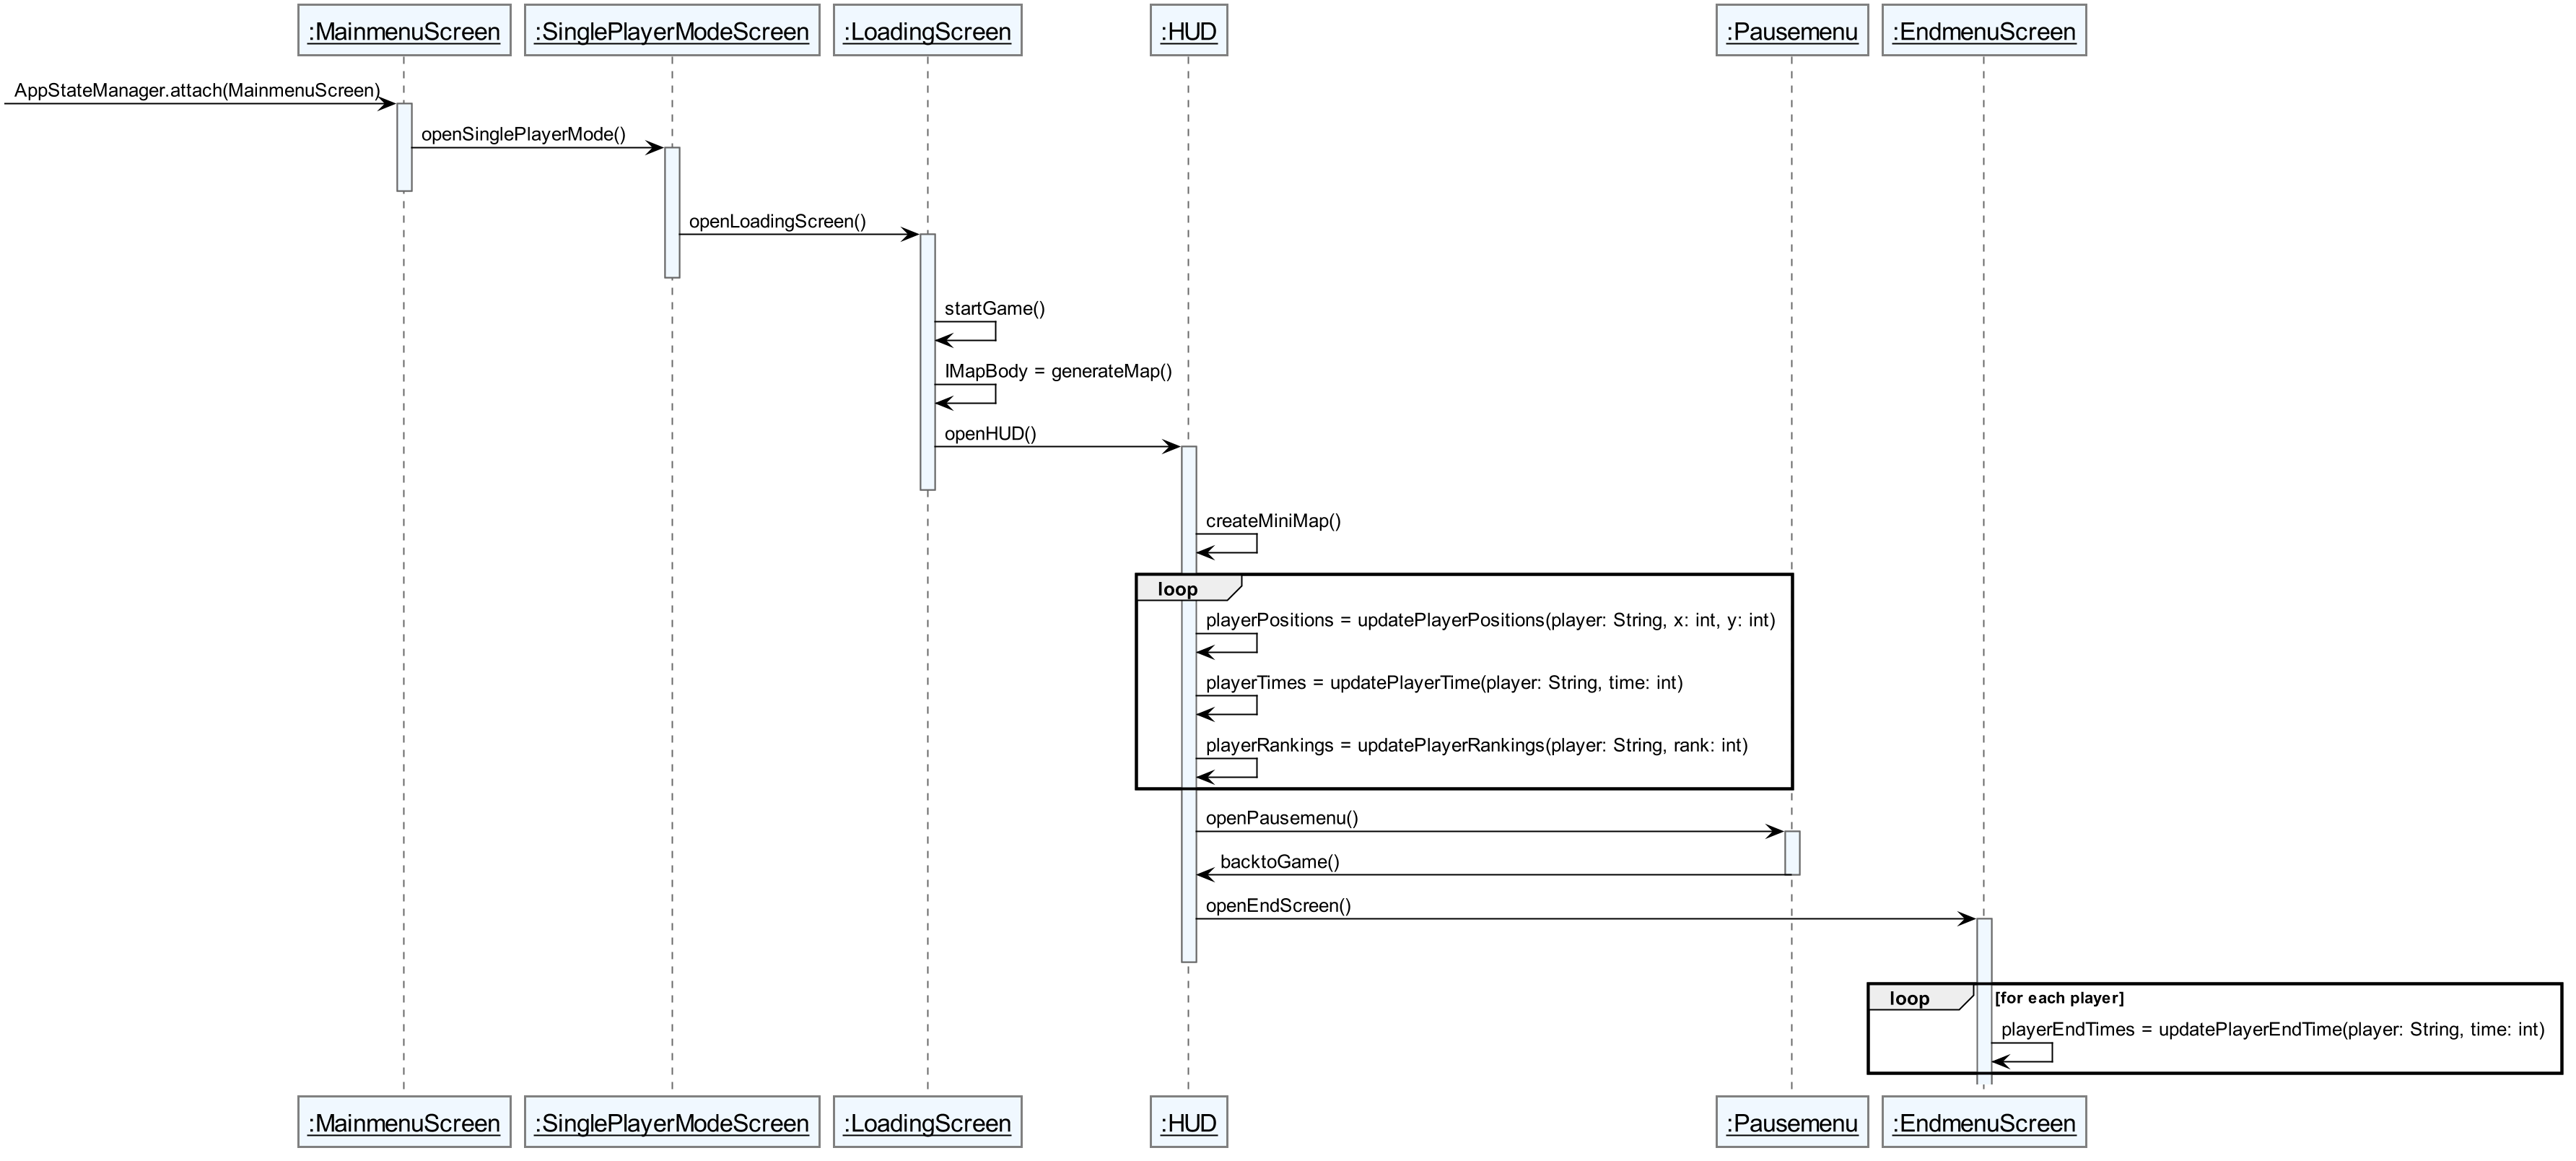 :MainmenuScreen
:SinglePlayerModeScreen
:LoadingScreen
:HUD
:Pausemenu
:EndmenuScreen
AppStateManager.attach(MainmenuScreen)
openSinglePlayerMode()
openLoadingScreen()
startGame()
IMapBody = generateMap()
openHUD()
createMiniMap()
loop
playerPositions = updatePlayerPositions(player: String, x: int, y: int)
playerTimes = updatePlayerTime(player: String, time: int)
playerRankings = updatePlayerRankings(player: String, rank: int)
openPausemenu()
backtoGame()
openEndScreen()
loop [for each player]
playerEndTimes = updatePlayerEndTime(player: String, time: int)
:MainmenuScreen
:SinglePlayerModeScreen
:LoadingScreen
:HUD
:Pausemenu
:EndmenuScreen